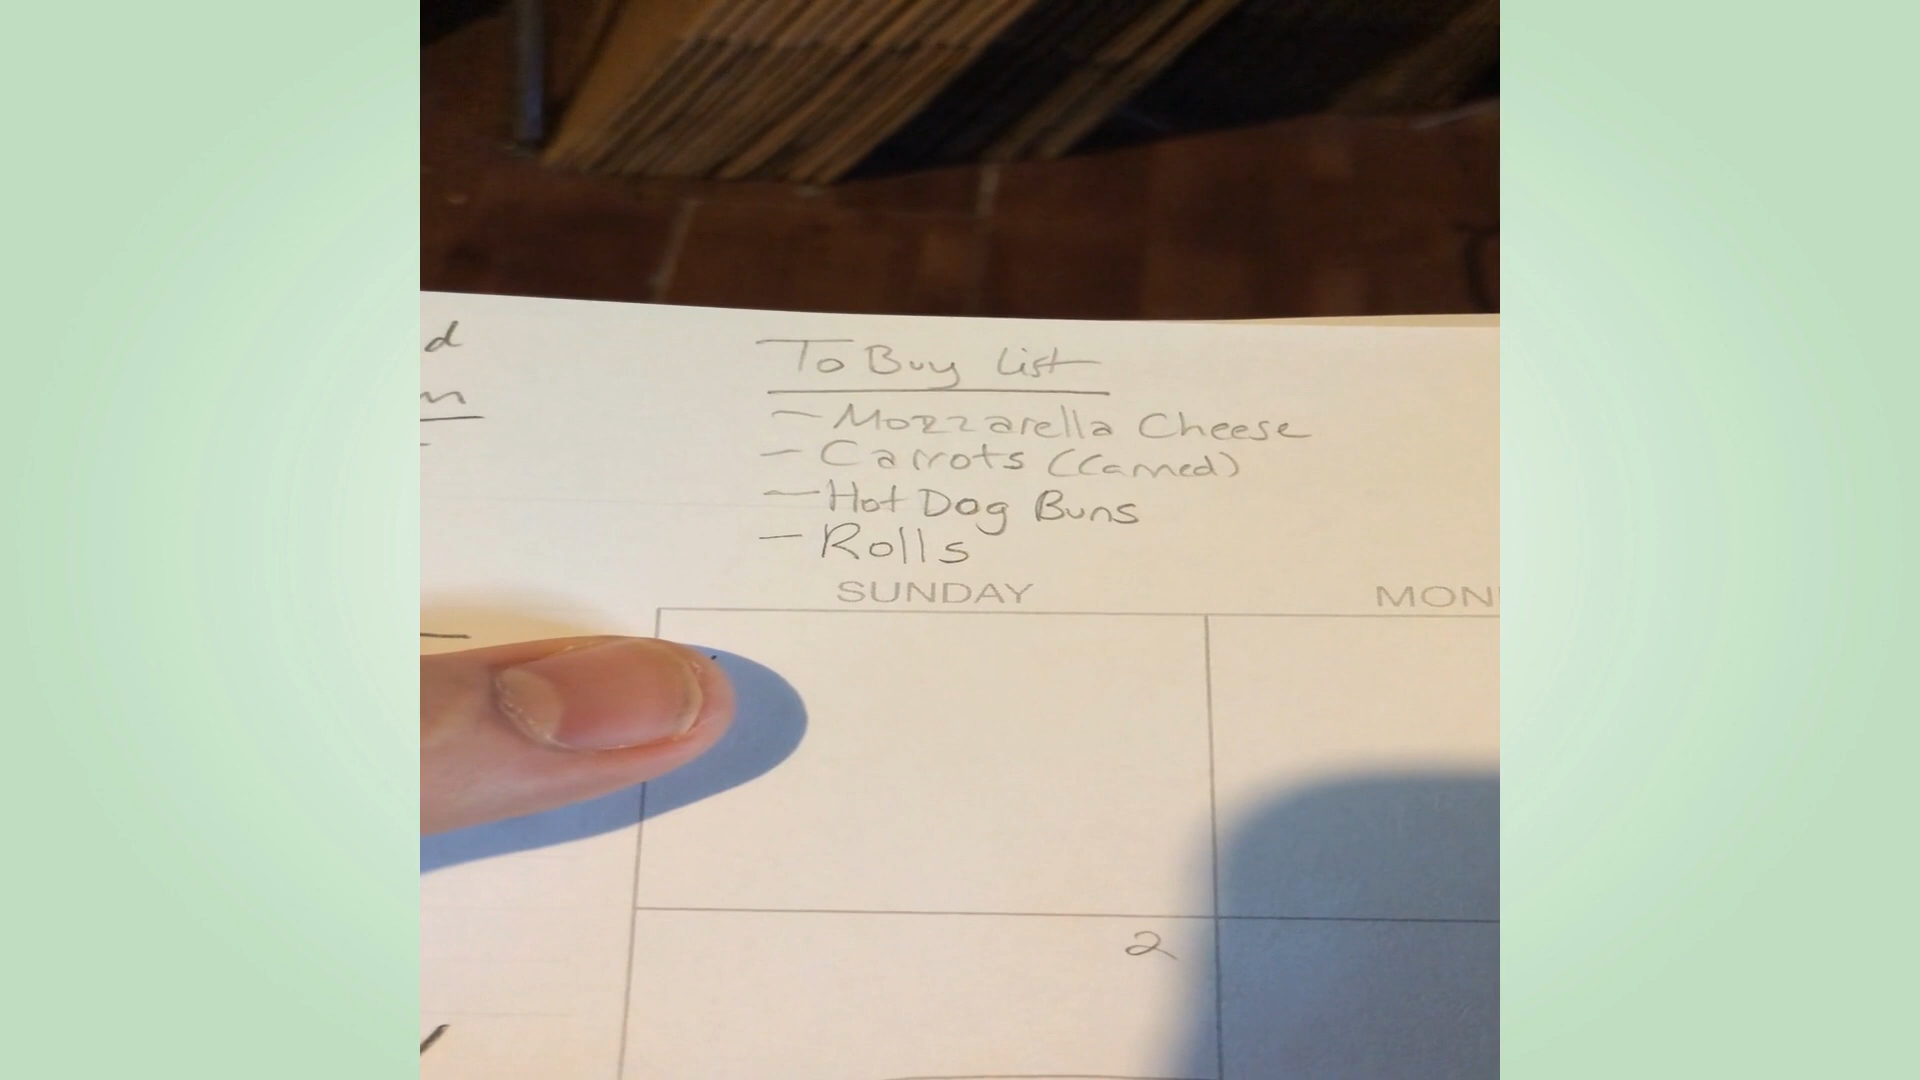 To Buy List
- Mozzarella Cheese
- Carrots (Canned)
- Hot Dog Buns
- Rolls
SUNDAY
2